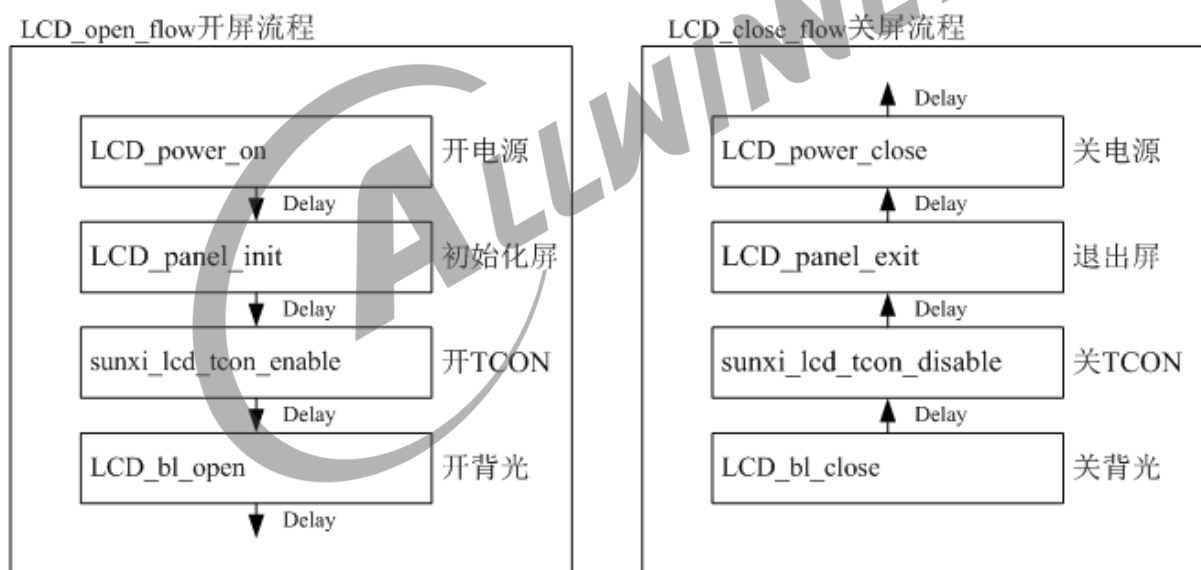 LCD_open_flow开屏流程
LCD_power_on 开电源
Delay
LCD_panel_init 初始化屏
Delay
sunxi_lcd_tcon_enable 开TCON
Delay
LCD_bl_open 开背光
Delay
LCD_close_flow关屏流程
Delay
LCD_power_close 关电源
Delay
LCD_panel_exit 退出屏
Delay
sunxi_lcd_tcon_disable 关TCON
Delay
LCD_bl_close 关背光